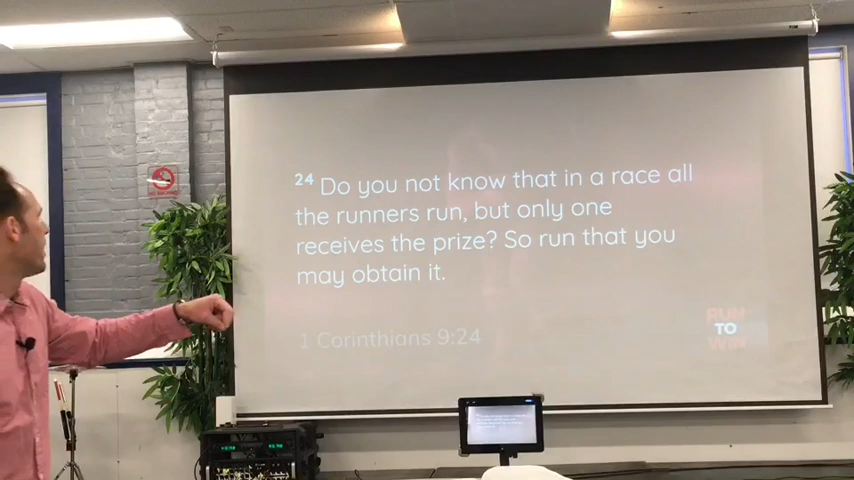 24 Do you not know that in a race all
the runners run, but only one
receives the prize? So run that you
may obtain it.
1 Corinthians 9:24
RUN
TO
WIN